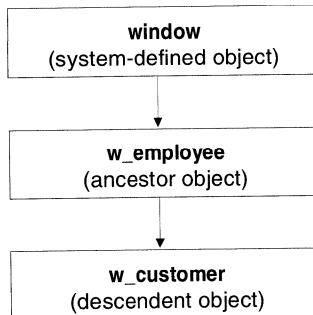 window
(system-defined object)
w_employee
(ancestor object)
w_customer
(descendent object)